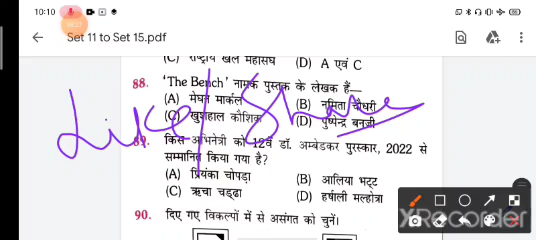 10:10
Set 11 to Set 15.pdf
(C) राष्ट्रीय खेल महासंघ (D) A एवं C
88. 'The Bench' नामक पुस्तक के लेखक हैं—
(A) मेघन मार्कल (B) नमिता चौधरी
(C) खुशहाल कौशिक (D) पुष्पेन्द्र बनर्जी
Like/Share
89. किस अभिनेत्री को 12वें डॉ. अम्बेडकर पुरस्कार, 2022 से
सम्मानित किया गया है?
(A) प्रियंका चोपड़ा (B) आलिया भट्ट
(C) ऋचा चड्ढा (D) हर्षाली मल्होत्रा
90. दिए गए विकल्पों में से असंगत को चुनें।
XRecorder